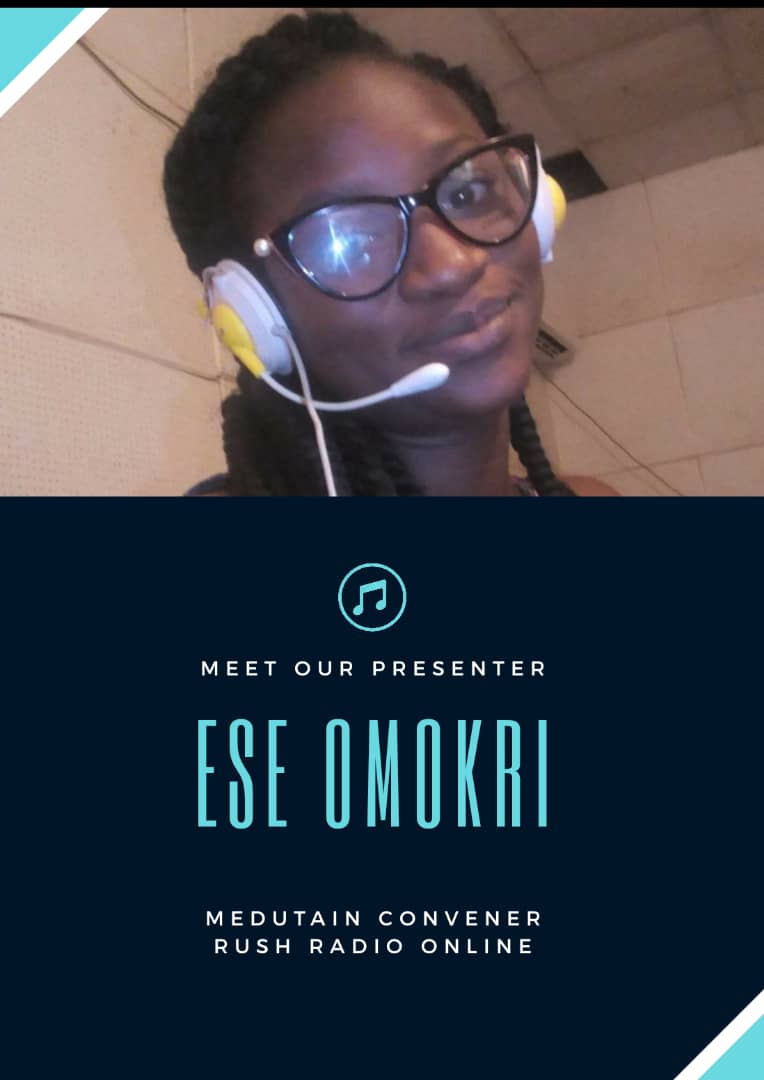 MEET OUR PRESENTER
ESE OMOKRI
MEDUTAIN CONVENER
RUSH RADIO ONLINE